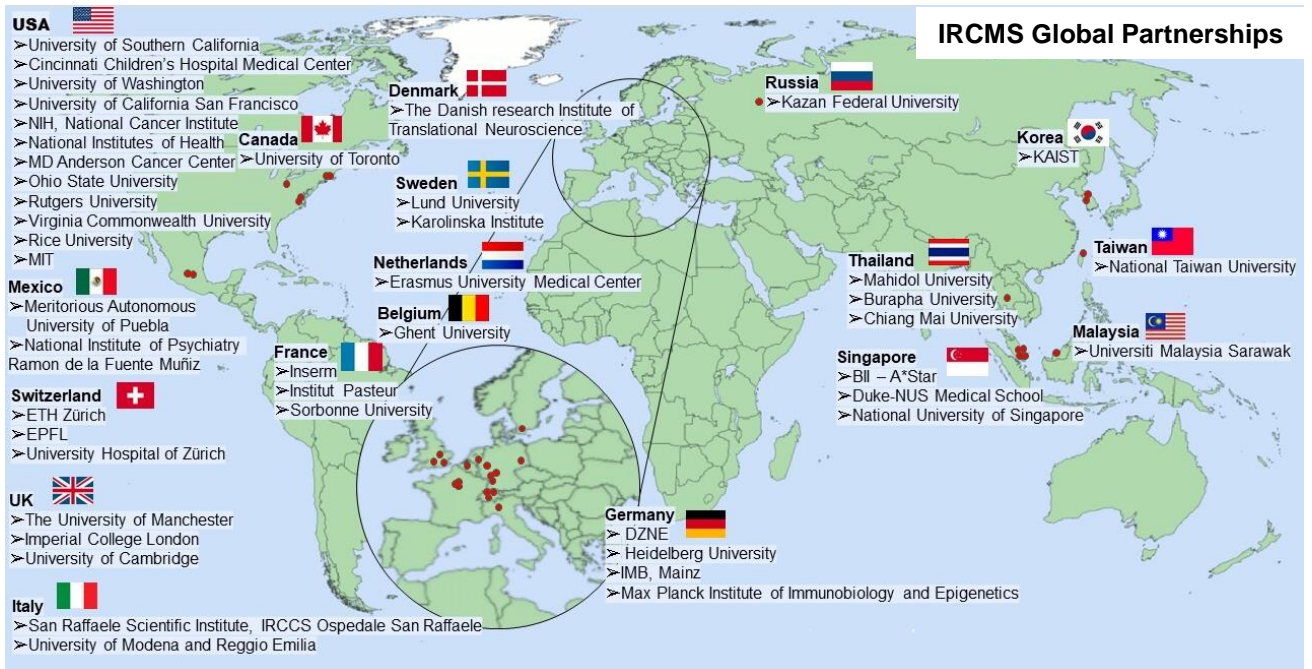 IRCMS Global Partnerships
USA
➢University of Southern California
➢Cincinnati Children's Hospital Medical Center
➢University of Washington
➢University of California San Francisco
➢NIH, National Cancer Institute
➢National Institutes of Health
➢MD Anderson Cancer Center
➢Ohio State University
➢Rutgers University
➢Virginia Commonwealth University
➢Rice University
➢MIT
Canada
➢University of Toronto
Mexico
➢Meritorious Autonomous
University of Puebla
➢National Institute of Psychiatry
Ramon de la Fuente Muñiz
Switzerland
➢ETH Zürich
➢EPFL
➢University Hospital of Zürich
UK
➢The University of Manchester
➢Imperial College London
➢University of Cambridge
Italy
➢San Raffaele Scientific Institute, IRCCS Ospedale San Raffaele
➢University of Modena and Reggio Emilia
Denmark
➢The Danish research Institute of
Translational Neuroscience
Sweden
➢Lund University
➢Karolinska Institute
Netherlands
➢Erasmus University Medical Center
Belgium
➢Ghent University
France
➢Inserm
➢Institut Pasteur
➢Sorbonne University
Germany
➢ DZNE
➢ Heidelberg University
➢IMB, Mainz
➢Max Planck Institute of Immunobiology and Epigenetics
Russia
➢Kazan Federal University
Korea
➢KAIST
Taiwan
➢National Taiwan University
Thailand
➢Mahidol University
➢Burapha University
➢Chiang Mai University
Malaysia
➢Universiti Malaysia Sarawak
Singapore
➢BII – A*Star
➢Duke-NUS Medical School
➢National University of Singapore